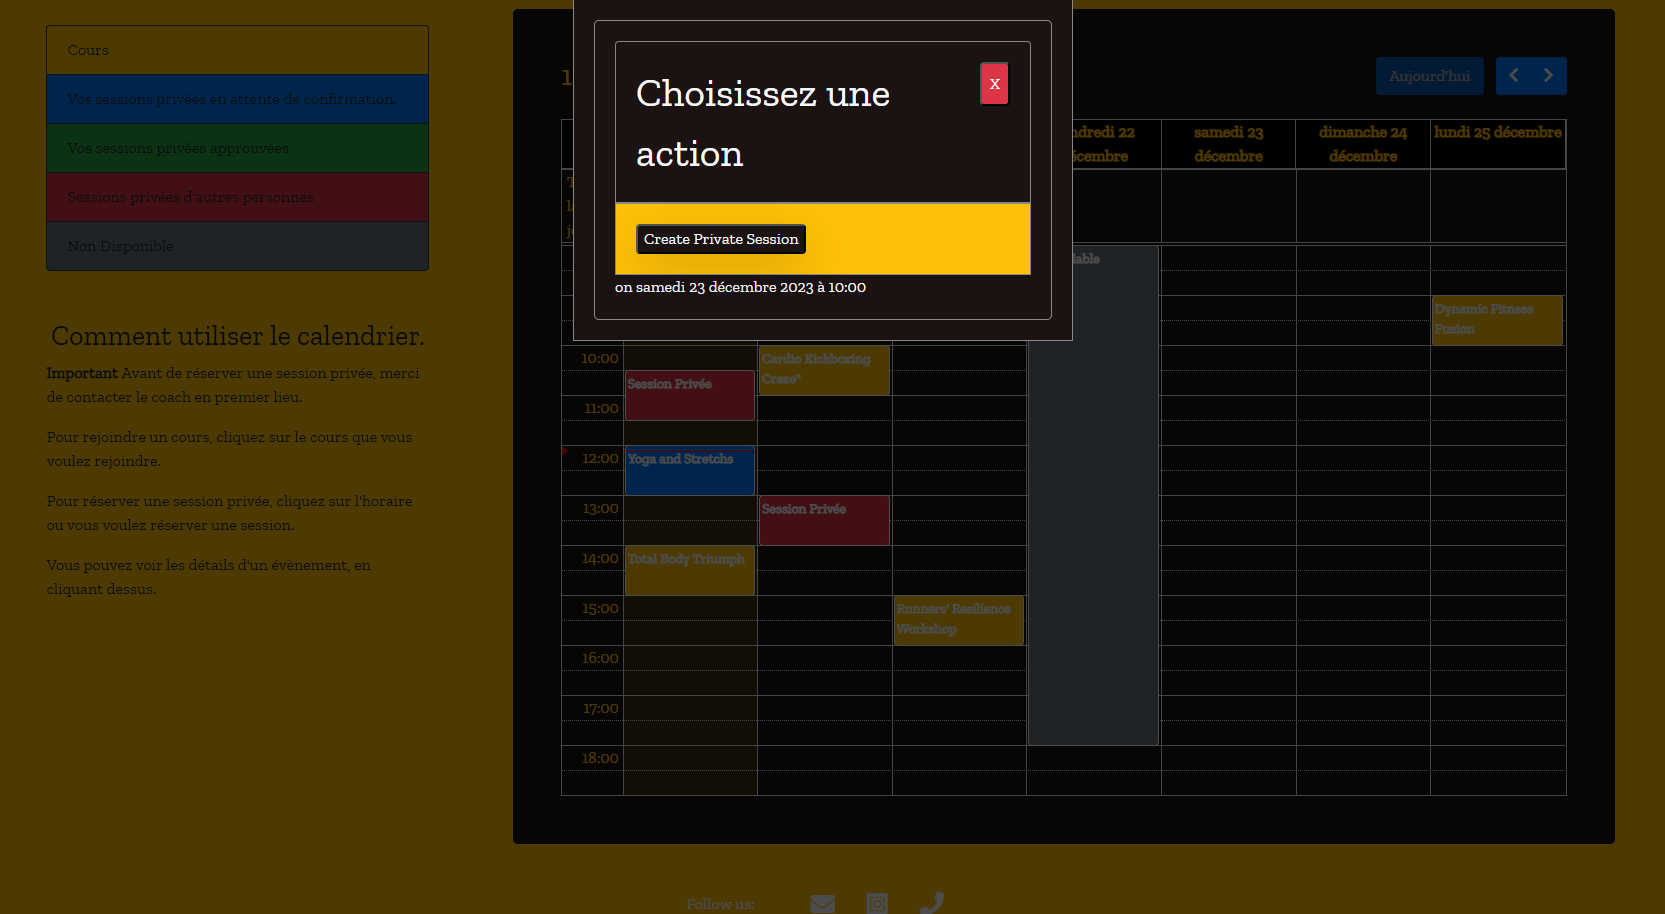 Cours
Vos sessions privées en attente de confirmation.
Vos sessions privées approuvées
Sessions privées d'autres personnes
Non Disponible
Comment utiliser le calendrier.
Important Avant de réserver une session privée, merci
de contacter le coach en premier lieu.
Pour rejoindre un cours, cliquez sur le cours que vous
voulez rejoindre.
Pour réserver une session privée, cliquez sur l'horaire
ou vous voulez réserver une session.
Vous pouvez voir les détails d'un évènement, en
cliquant dessus.
Choisissez une
action
X
Create Private Session
on samedi 23 décembre 2023 à 10:00
Aujourd'hui
22
samedi 23
décembre
dimanche 24
décembre
lundi 25 décembre
Dynamic Fitness
Fusion
10:00
Cardio Kickboxing
Craze"
Session Privée
11:00
12:00
Yoga and Stretchs
13:00
Session Privée
14:00
Total Body Triumph
15:00
Runners' Resilience
Workshop
16:00
17:00
18:00
Follow us: